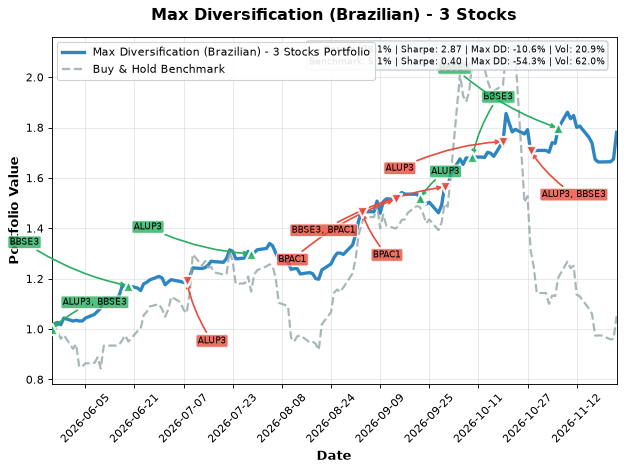 Max Diversification (Brazilian) - 3 Stocks
Max Diversification (Brazilian) - 3 Stocks Portfolio
Buy & Hold Benchmark
1% | Sharpe: 2.87 | Max DD: -10.6% | Vol: 20.9%
1% | Sharpe: 0.40 | Max DD: -54.3% | Vol: 62.0%
Portfolio Value
2.0
1.8
1.6
1.4
1.2
1.0
0.8
BBSE3
ALUP3
ALUP3
BBSE3, BPAC1
ALUP3
ALUP3, BBSE3
BBSE3
BPAC1
BPAC1
ALUP3, BBSE3
ALUP3
2026-06-05
2026-06-21
2026-07-07
2026-07-23
2026-08-08
2026-08-24
2026-09-09
2026-09-25
2026-10-11
2026-10-27
2026-11-12
Date